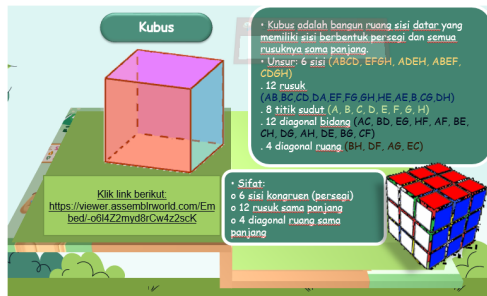 Kubus
• Kubus adalah bangun ruang sisi datar yang
memiliki sisi berbentuk persegi dan semua
rusuknya sama panjang.
• Unsur: 6 sisi (ABCD, EFGH, ADEH, ABEF,
CDGH)
. 12 rusuk
(AB,BC,CD,DA,EF,FG,GH,HE,AE,B,CG,DH)
. 8 titik sudut (A, B, C, D, E, F, G, H)
. 12 diagonal bidang (AC, BD, EG, HF, AF, BE,
CH, DG, AH, DE, BG, CF)
. 4 diagonal ruang (BH, DF, AG, EC)
Klik link berikut:
https://viewer.assemblrworld.com/Em
bed/-o6I4Z2myd8rCw4z2scK
• Sifat:
o 6 sisi kongruen (persegi)
o 12 rusuk sama panjang
o 4 diagonal ruang sama
panjang